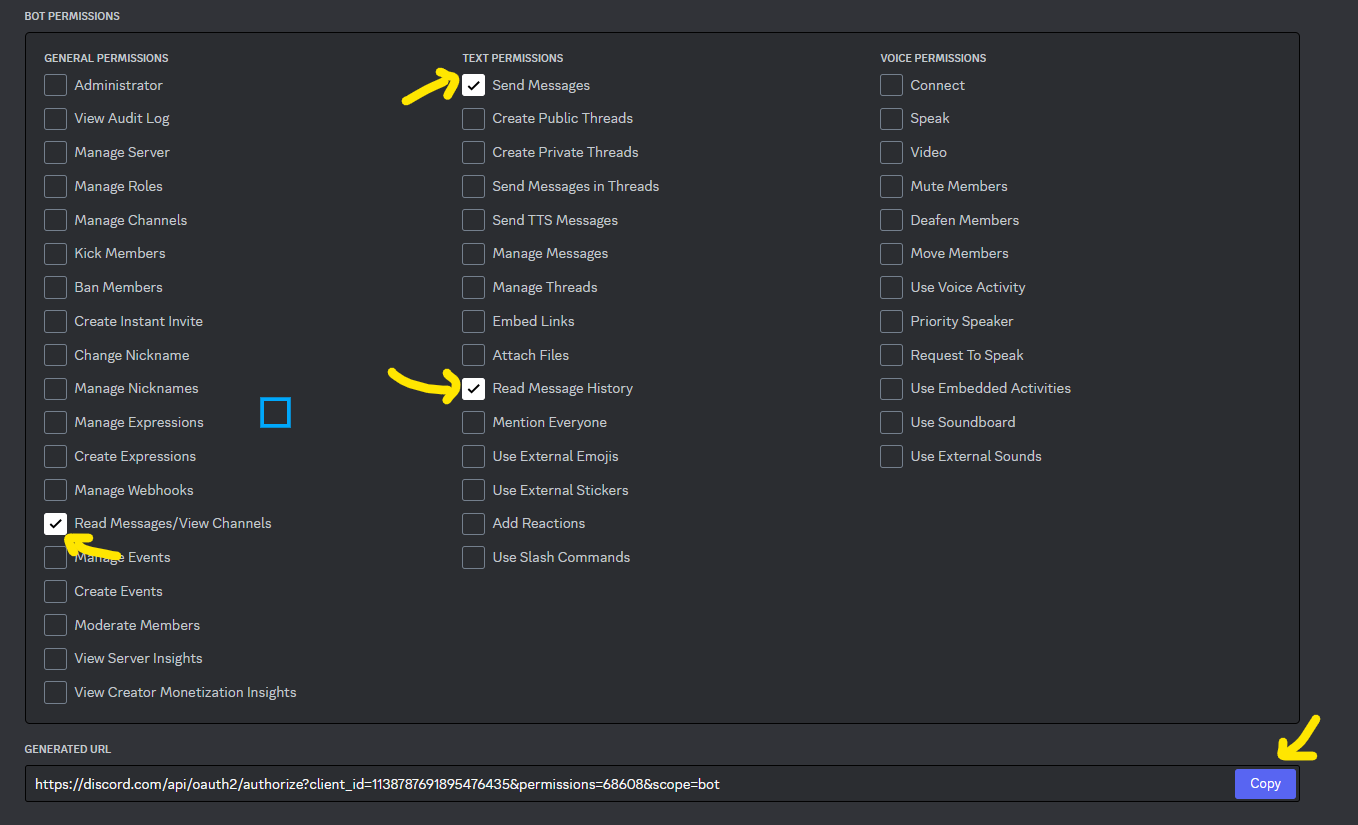 BOT PERMISSIONS
GENERAL PERMISSIONS
Administrator
View Audit Log
Manage Server
Manage Roles
Manage Channels
Kick Members
Ban Members
Create Instant Invite
Change Nickname
Manage Nicknames
Manage Expressions
Create Expressions
Manage Webhooks
Read Messages/View Channels
Manage Events
Create Events
Moderate Members
View Server Insights
View Creator Monetization Insights
TEXT PERMISSIONS
Send Messages
Create Public Threads
Create Private Threads
Send Messages in Threads
Send TTS Messages
Manage Messages
Manage Threads
Embed Links
Attach Files
Read Message History
Mention Everyone
Use External Emojis
Use External Stickers
Add Reactions
Use Slash Commands
VOICE PERMISSIONS
Connect
Speak
Video
Mute Members
Deafen Members
Move Members
Use Voice Activity
Priority Speaker
Request To Speak
Use Embedded Activities
Use Soundboard
Use External Sounds
GENERATED URL
https://discord.com/api/oauth2/authorize?client_id=1138787691895476435&permissions=68608&scope=bot
Copy